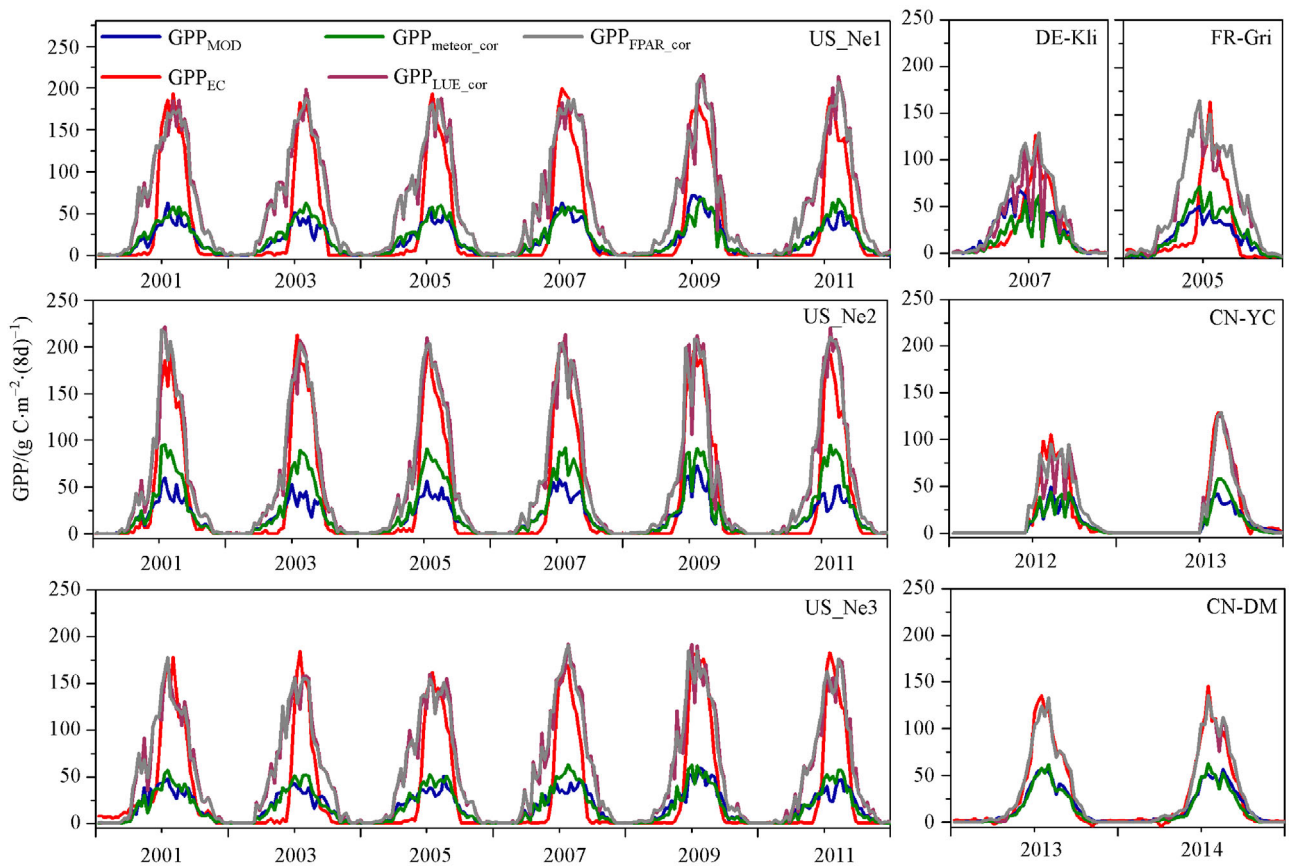 GPP/(g C·m⁻²·(8d)⁻¹)
250
200
150
100
50
0
GPP_MOD
GPP_meteor_cor
GPP_FPAR_cor
US_Ne1
GPP_EC
GPP_LUE_cor
2001 2003 2005 2007 2009 2011
250
200
150
100
50
0
DE-Kli
FR-Gri
2007 2005
250
200
150
100
50
0
US_Ne2
2001 2003 2005 2007 2009 2011
250
200
150
100
50
0
CN-YC
2012 2013
250
200
150
100
50
0
US_Ne3
2001 2003 2005 2007 2009 2011
250
200
150
100
50
0
CN-DM
2013 2014